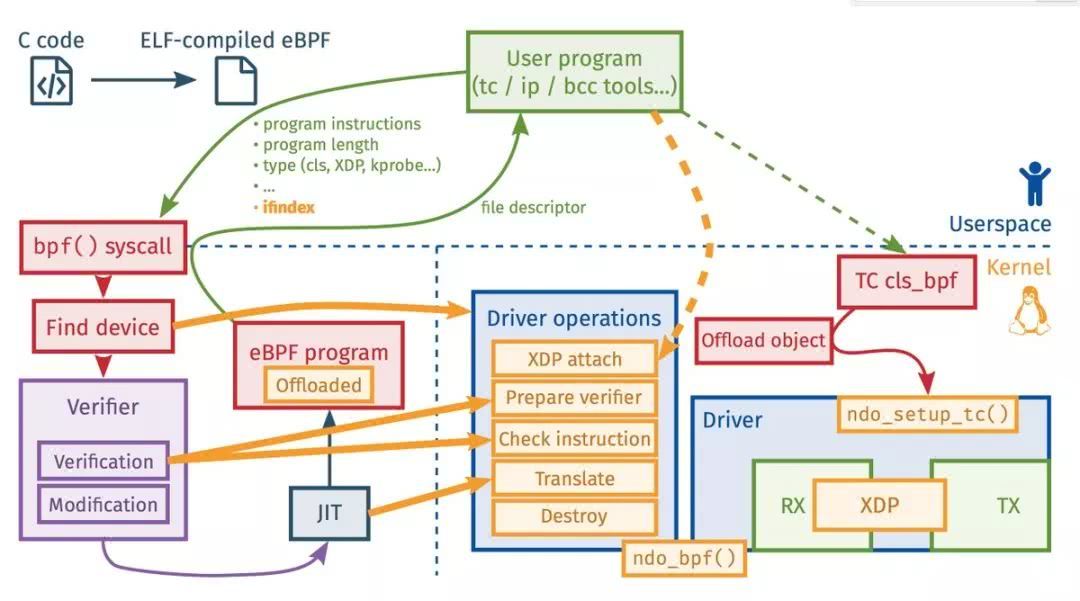 C code
ELF-compiled eBPF
User program
(tc / ip / bcc tools...)
• program instructions
• program length
• type (cls, XDP, kprobe...)
• ...
• ifindex
file descriptor
Userspace
Kernel
bpf() syscall
Find device
Verifier
Verification
Modification
eBPF program
Offloaded
JIT
Driver operations
XDP attach
Prepare verifier
Check instruction
Translate
Destroy
ndo_bpf()
TC cls_bpf
Offload object
Driver
ndo_setup_tc()
RX
XDP
TX